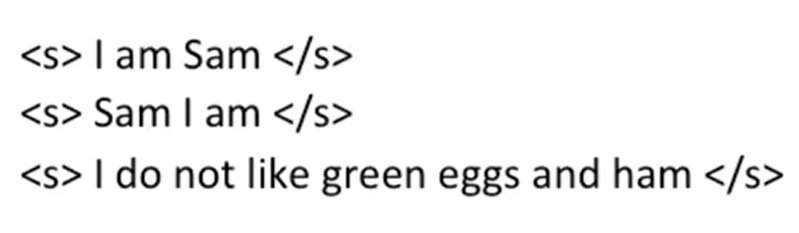 <s> I am Sam </s>
<s> Sam I am </s>
<s> I do not like green eggs and ham </s>